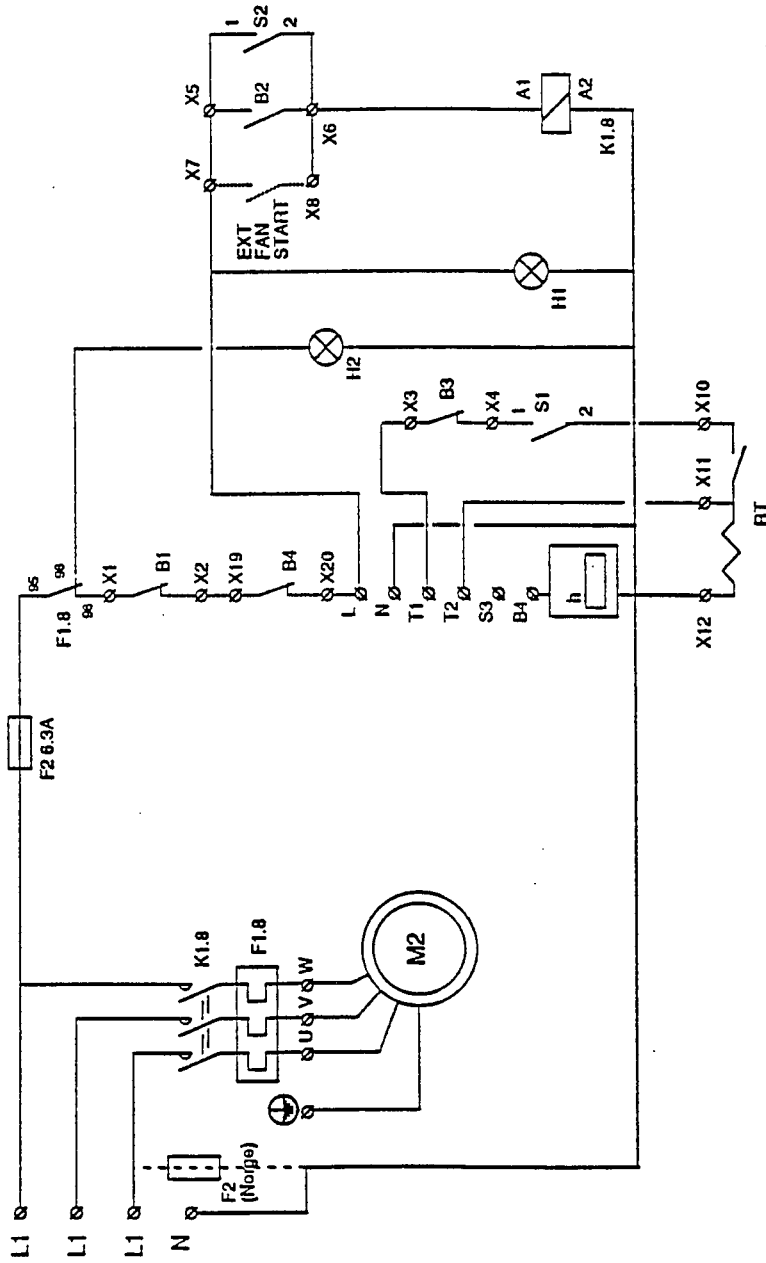 L1
L1
L1
N
F2
(Norge)
K1.8
F1.8
U
V
W
M2
F2 6.3A
F1.8
95
98
96
X1
B1
X2
X19
B4
X20
L
N
T1
T2
S3
B4
h
X12
X11
X10
BT
X3
B3
X4
1
S1
2
H2
H1
EXT
FAN
START
X7
X8
X5
B2
X6
1
S2
2
A1
A2
K1.8